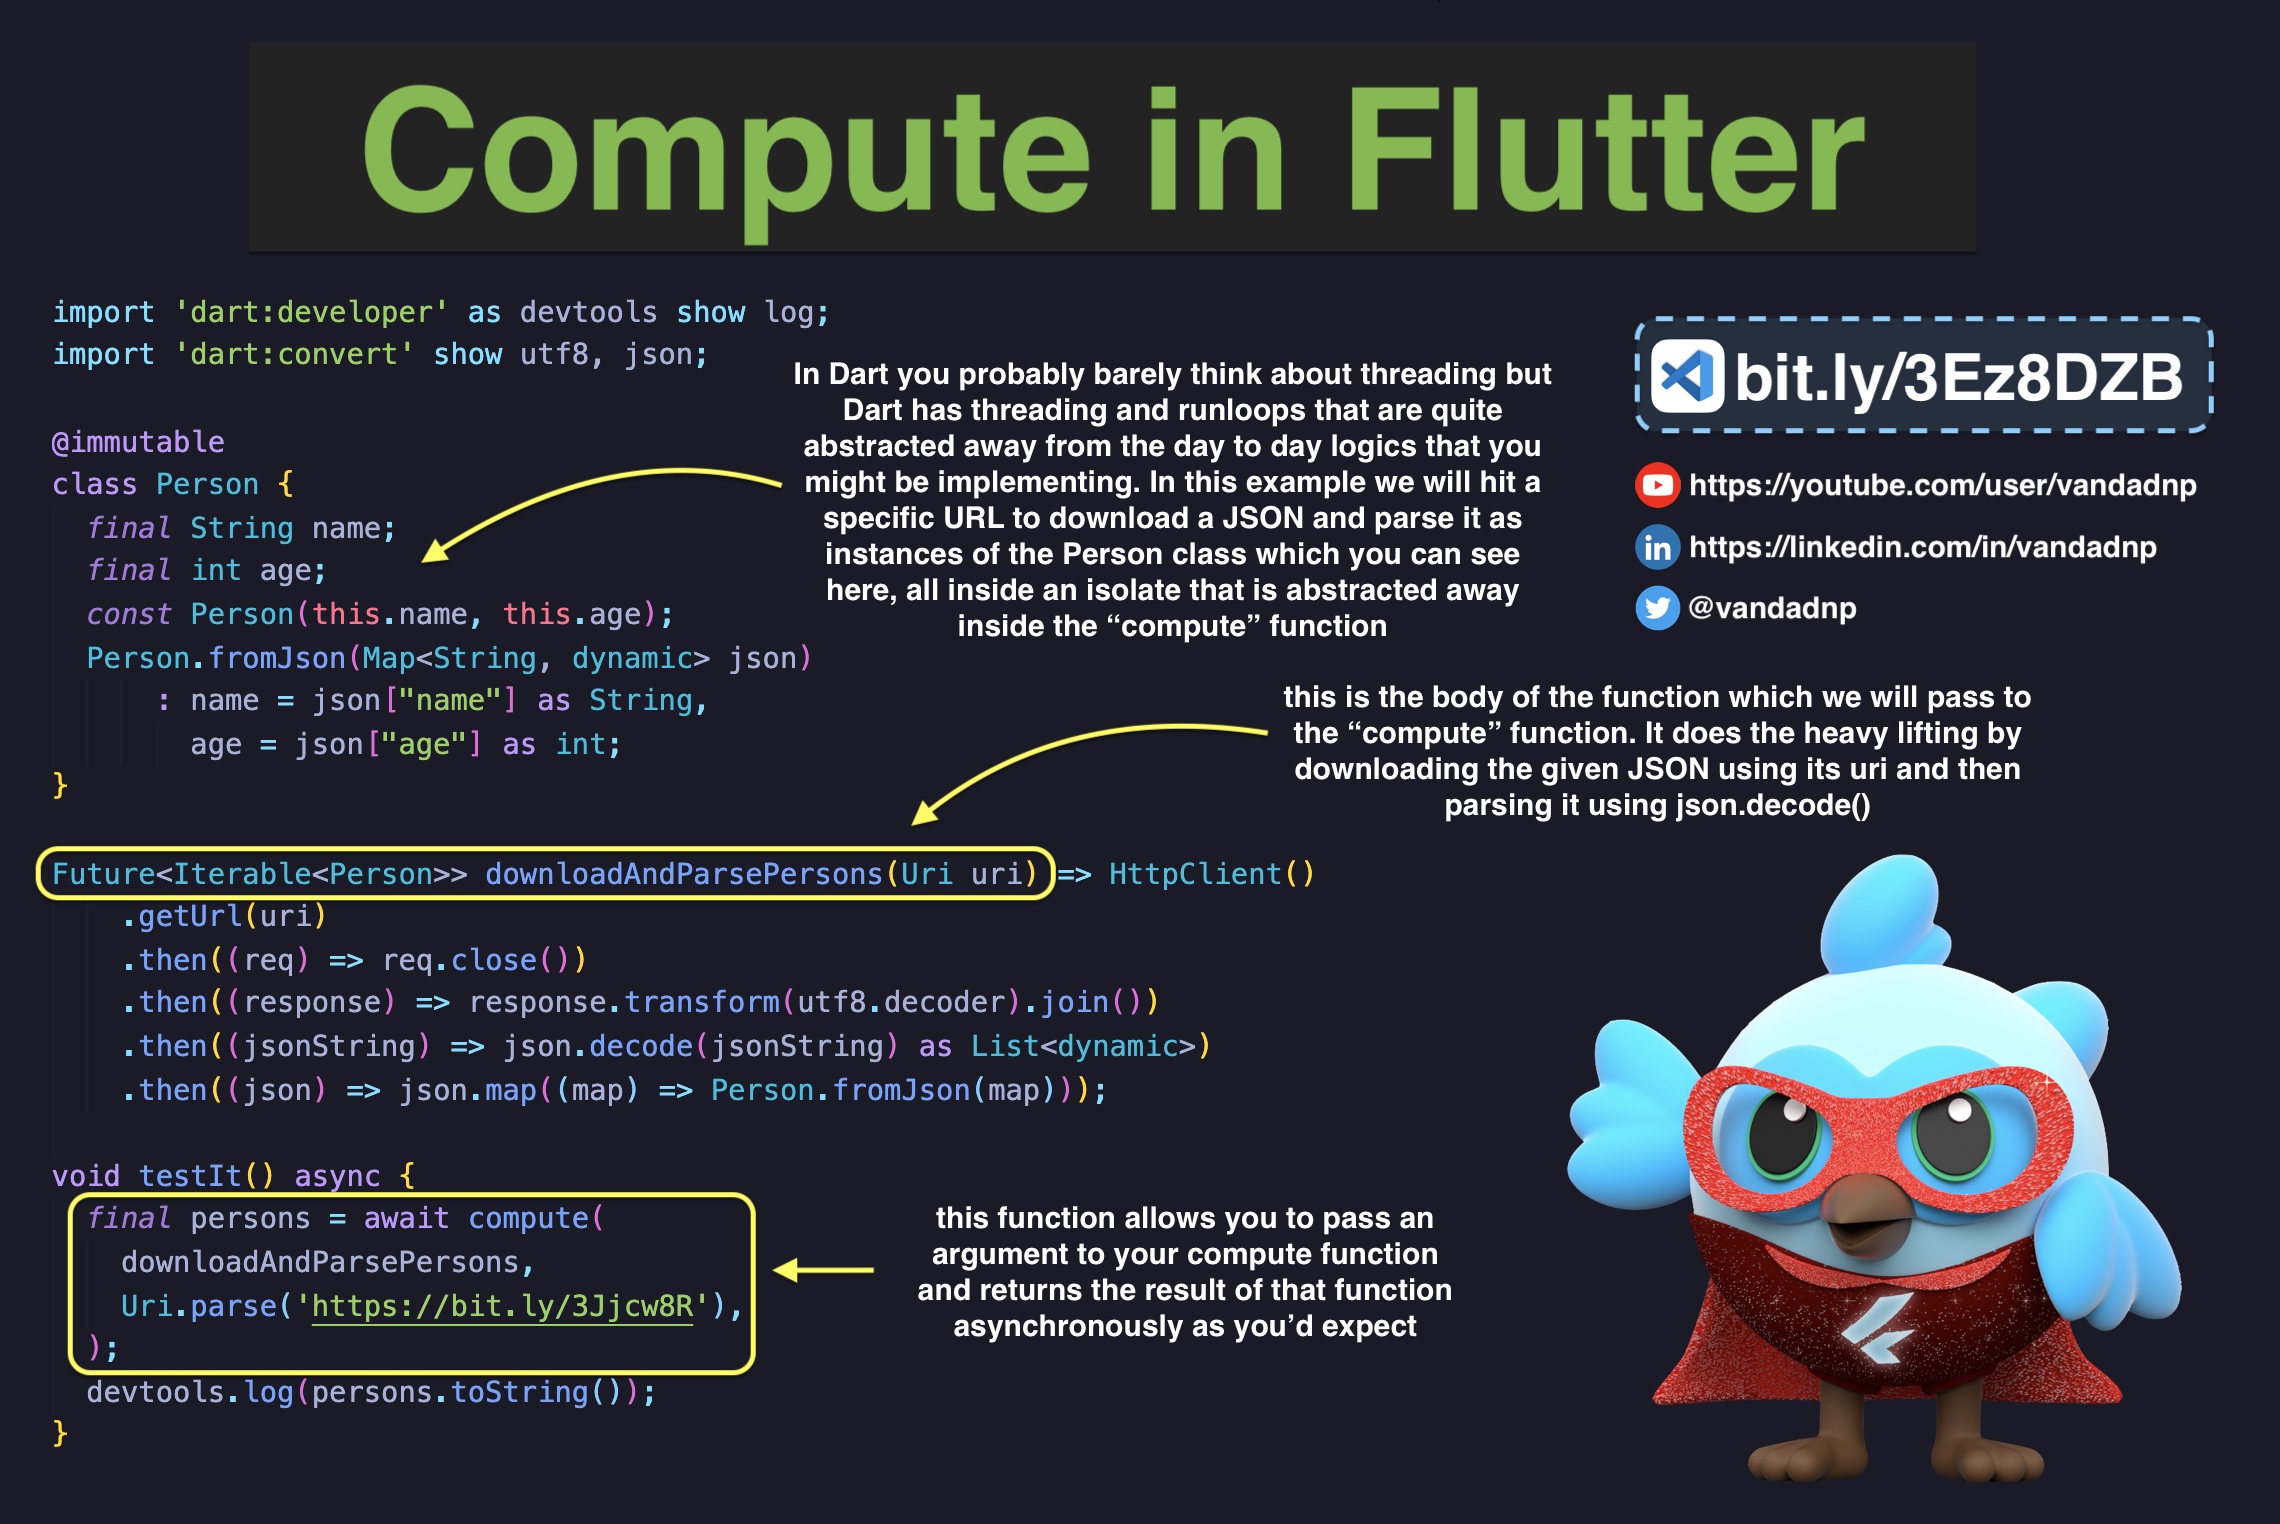 Compute in Flutter
import 'dart:developer' as devtools show log;
import 'dart:convert' show utf8, json;
@immutable
class Person {
  final String name;
  final int age;
  const Person(this.name, this.age);
  Person.fromJson(Map<String, dynamic> json)
      : name = json["name"] as String,
        age = json["age"] as int;
}
In Dart you probably barely think about threading but
Dart has threading and runloops that are quite
abstracted away from the day to day logics that you
might be implementing. In this example we will hit a
specific URL to download a JSON and parse it as
instances of the Person class which you can see
here, all inside an isolate that is abstracted away
inside the “compute” function
bit.ly/3Ez8DZB
https://youtube.com/user/vandadnp
in https://linkedin.com/in/vandadnp
@vandadnp
this is the body of the function which we will pass to
the “compute” function. It does the heavy lifting by
downloading the given JSON using its uri and then
parsing it using json.decode()
Future<Iterable<Person>> downloadAndParsePersons(Uri uri) => HttpClient()
    .getUrl(uri)
    .then((req) => req.close())
    .then((response) => response.transform(utf8.decoder).join())
    .then((jsonString) => json.decode(jsonString) as List<dynamic>)
    .then((json) => json.map((map) => Person.fromJson(map)));
void testIt() async {
  final persons = await compute(
    downloadAndParsePersons,
    Uri.parse('https://bit.ly/3Jjcw8R'),
  );
  devtools.log(persons.toString());
}
this function allows you to pass an
argument to your compute function
and returns the result of that function
asynchronously as you’d expect